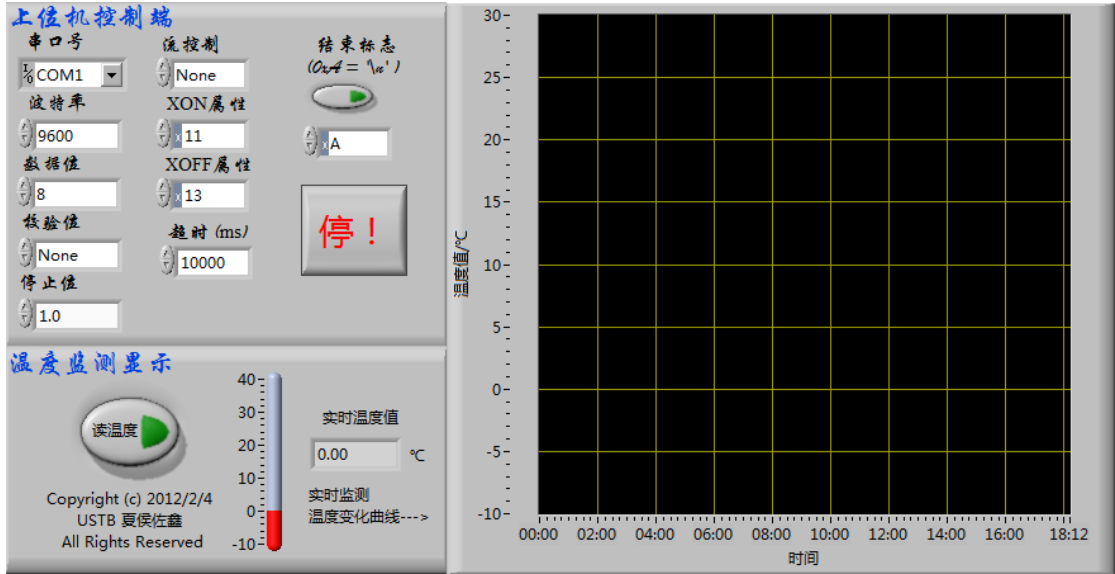 上位机控制端
串口号
COM1
波特率
9600
数据位
8
校验位
None
停止位
1.0
流控制
None
XON属性
x 11
XOFF属性
x 13
超时 (ms)
10000
结束标志
(0xA = '\n' )
x A
停！
温度监测显示
读温度
Copyright (c) 2012/2/4
USTB 夏侯佐鑫
All Rights Reserved
40
30
20
10
0
-10
实时温度值
0.00 ℃
实时监测
温度变化曲线--->
温度值/℃
30
25
20
15
10
5
0
-5
-10
00:00 02:00 04:00 06:00 08:00 10:00 12:00 14:00 16:00 18:12
时间